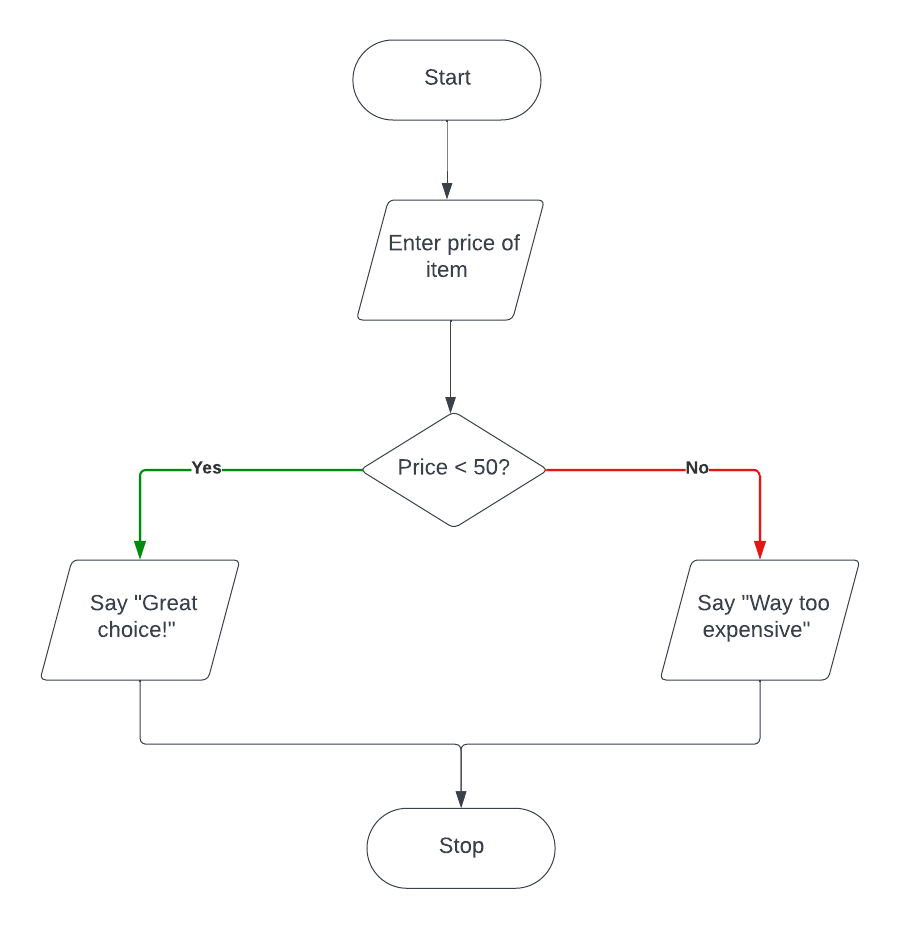 Start
Enter price of
item
Price < 50?
Yes
No
Say "Great
choice!"
Say "Way too
expensive"
Stop